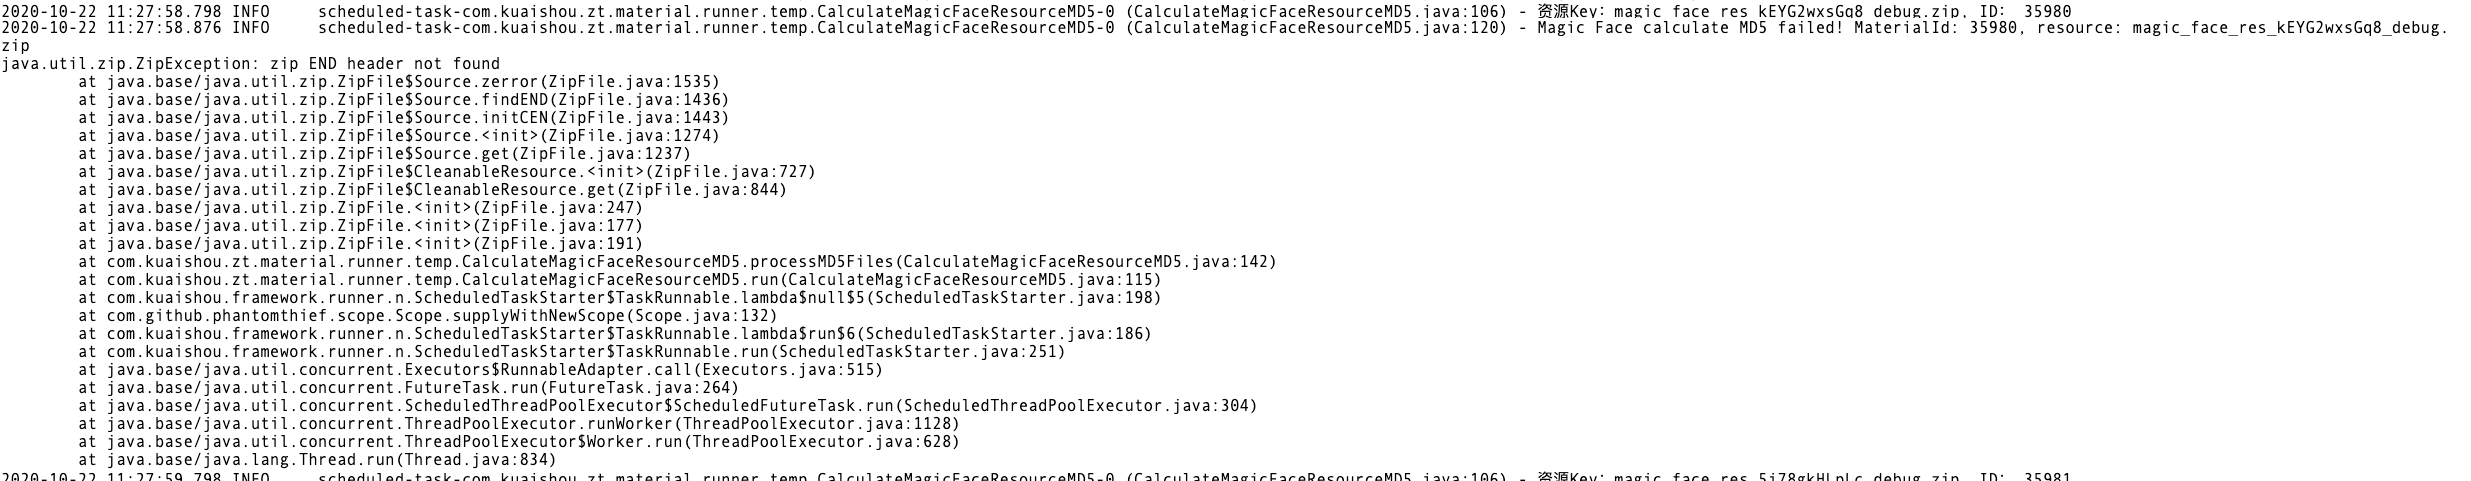 2020-10-22 11:27:58.798 INFO     scheduled-task-com.kuaishou.zt.material.runner.temp.CalculateMagicFaceResourceMD5-0 (CalculateMagicFaceResourceMD5.java:106) - 资源Key: magic_face_res_kEYG2wxsGq8_debug.zip, ID:  35980
2020-10-22 11:27:58.876 INFO     scheduled-task-com.kuaishou.zt.material.runner.temp.CalculateMagicFaceResourceMD5-0 (CalculateMagicFaceResourceMD5.java:120) - Magic Face calculate MD5 failed! MaterialId: 35980, resource: magic_face_res_kEYG2wxsGq8_debug.
zip
java.util.zip.ZipException: zip END header not found
        at java.base/java.util.zip.ZipFile$Source.zerror(ZipFile.java:1535)
        at java.base/java.util.zip.ZipFile$Source.findEND(ZipFile.java:1436)
        at java.base/java.util.zip.ZipFile$Source.initCEN(ZipFile.java:1443)
        at java.base/java.util.zip.ZipFile$Source.<init>(ZipFile.java:1274)
        at java.base/java.util.zip.ZipFile$Source.get(ZipFile.java:1237)
        at java.base/java.util.zip.ZipFile$CleanableResource.<init>(ZipFile.java:727)
        at java.base/java.util.zip.ZipFile$CleanableResource.get(ZipFile.java:844)
        at java.base/java.util.zip.ZipFile.<init>(ZipFile.java:247)
        at java.base/java.util.zip.ZipFile.<init>(ZipFile.java:177)
        at java.base/java.util.zip.ZipFile.<init>(ZipFile.java:191)
        at com.kuaishou.zt.material.runner.temp.CalculateMagicFaceResourceMD5.processMD5Files(CalculateMagicFaceResourceMD5.java:142)
        at com.kuaishou.zt.material.runner.temp.CalculateMagicFaceResourceMD5.run(CalculateMagicFaceResourceMD5.java:115)
        at com.kuaishou.framework.runner.n.ScheduledTaskStarter$TaskRunnable.lambda$null$5(ScheduledTaskStarter.java:198)
        at com.github.phantomthief.scope.Scope.supplyWithNewScope(Scope.java:132)
        at com.kuaishou.framework.runner.n.ScheduledTaskStarter$TaskRunnable.lambda$run$6(ScheduledTaskStarter.java:186)
        at com.kuaishou.framework.runner.n.ScheduledTaskStarter$TaskRunnable.run(ScheduledTaskStarter.java:251)
        at java.base/java.util.concurrent.Executors$RunnableAdapter.call(Executors.java:515)
        at java.base/java.util.concurrent.FutureTask.run(FutureTask.java:264)
        at java.base/java.util.concurrent.ScheduledThreadPoolExecutor$ScheduledFutureTask.run(ScheduledThreadPoolExecutor.java:304)
        at java.base/java.util.concurrent.ThreadPoolExecutor.runWorker(ThreadPoolExecutor.java:1128)
        at java.base/java.util.concurrent.ThreadPoolExecutor$Worker.run(ThreadPoolExecutor.java:628)
        at java.base/java.lang.Thread.run(Thread.java:834)
2020-10-22 11:27:59.798 INFO     scheduled-task-com.kuaishou.zt.material.runner.temp.CalculateMagicFaceResourceMD5-0 (CalculateMagicFaceResourceMD5.java:106) - 资源Key: ID:  35981